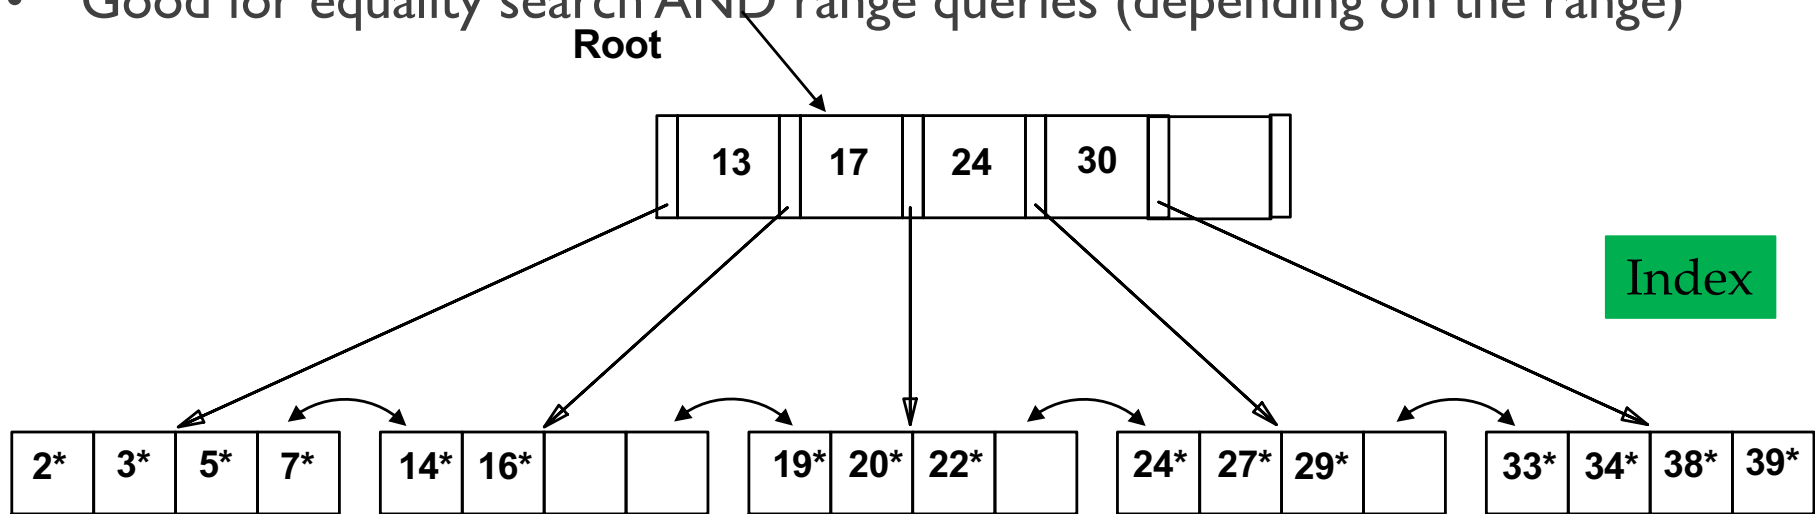 • Good for equality search AND range queries (depending on the range)
Root
13 17 24 30
Index
2* 3* 5* 7* 14* 16* 19* 20* 22* 24* 27* 29* 33* 34* 38* 39*